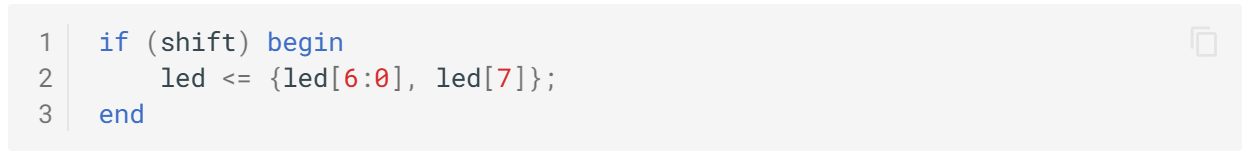 1 if (shift) begin
2     led <= {led[6:0], led[7]};
3 end